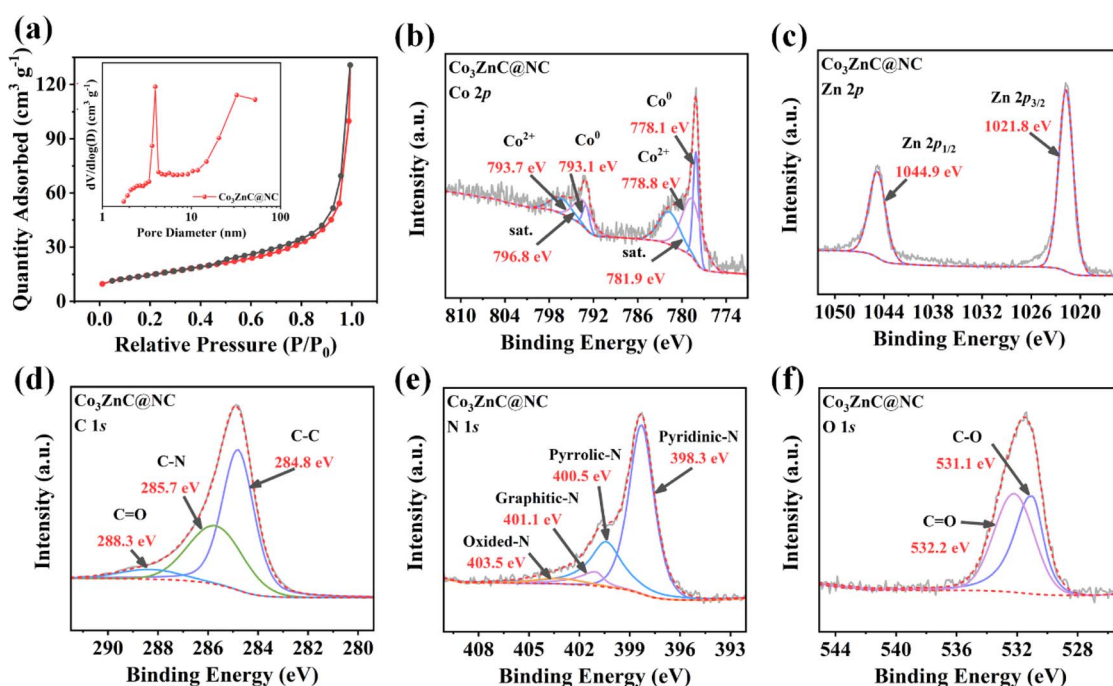 (a)
Quantity Adsorbed (cm³ g⁻¹)
120
90
60
30
0
0.0 0.2 0.4 0.6 0.8 1.0
Relative Pressure (P/P₀)
dV/dlog(D) (cm³ g⁻¹)
Co₃ZnC@NC
1 10 100
Pore Diameter (nm)
(b)
Co₃ZnC@NC
Co 2p
Co⁰
778.1 eV
Co²⁺
793.7 eV
Co⁰
793.1 eV
Co²⁺
778.8 eV
sat.
796.8 eV
sat.
781.9 eV
Intensity (a.u.)
810 804 798 792 786 780 774
Binding Energy (eV)
(c)
Co₃ZnC@NC
Zn 2p
Zn 2p₃/₂
1021.8 eV
Zn 2p₁/₂
1044.9 eV
Intensity (a.u.)
1050 1044 1038 1032 1026 1020
Binding Energy (eV)
(d)
Co₃ZnC@NC
C 1s
C-C
284.8 eV
C-N
285.7 eV
C=O
288.3 eV
Intensity (a.u.)
290 288 286 284 282 280
Binding Energy (eV)
(e)
Co₃ZnC@NC
N 1s
Pyrrolic-N
400.5 eV
Pyridinic-N
398.3 eV
Graphitic-N
401.1 eV
Oxided-N
403.5 eV
Intensity (a.u.)
408 404 401 398 395 392
Binding Energy (eV)
(f)
Co₃ZnC@NC
O 1s
C-O
531.1 eV
C=O
532.2 eV
Intensity (a.u.)
544 540 536 532 528
Binding Energy (eV)